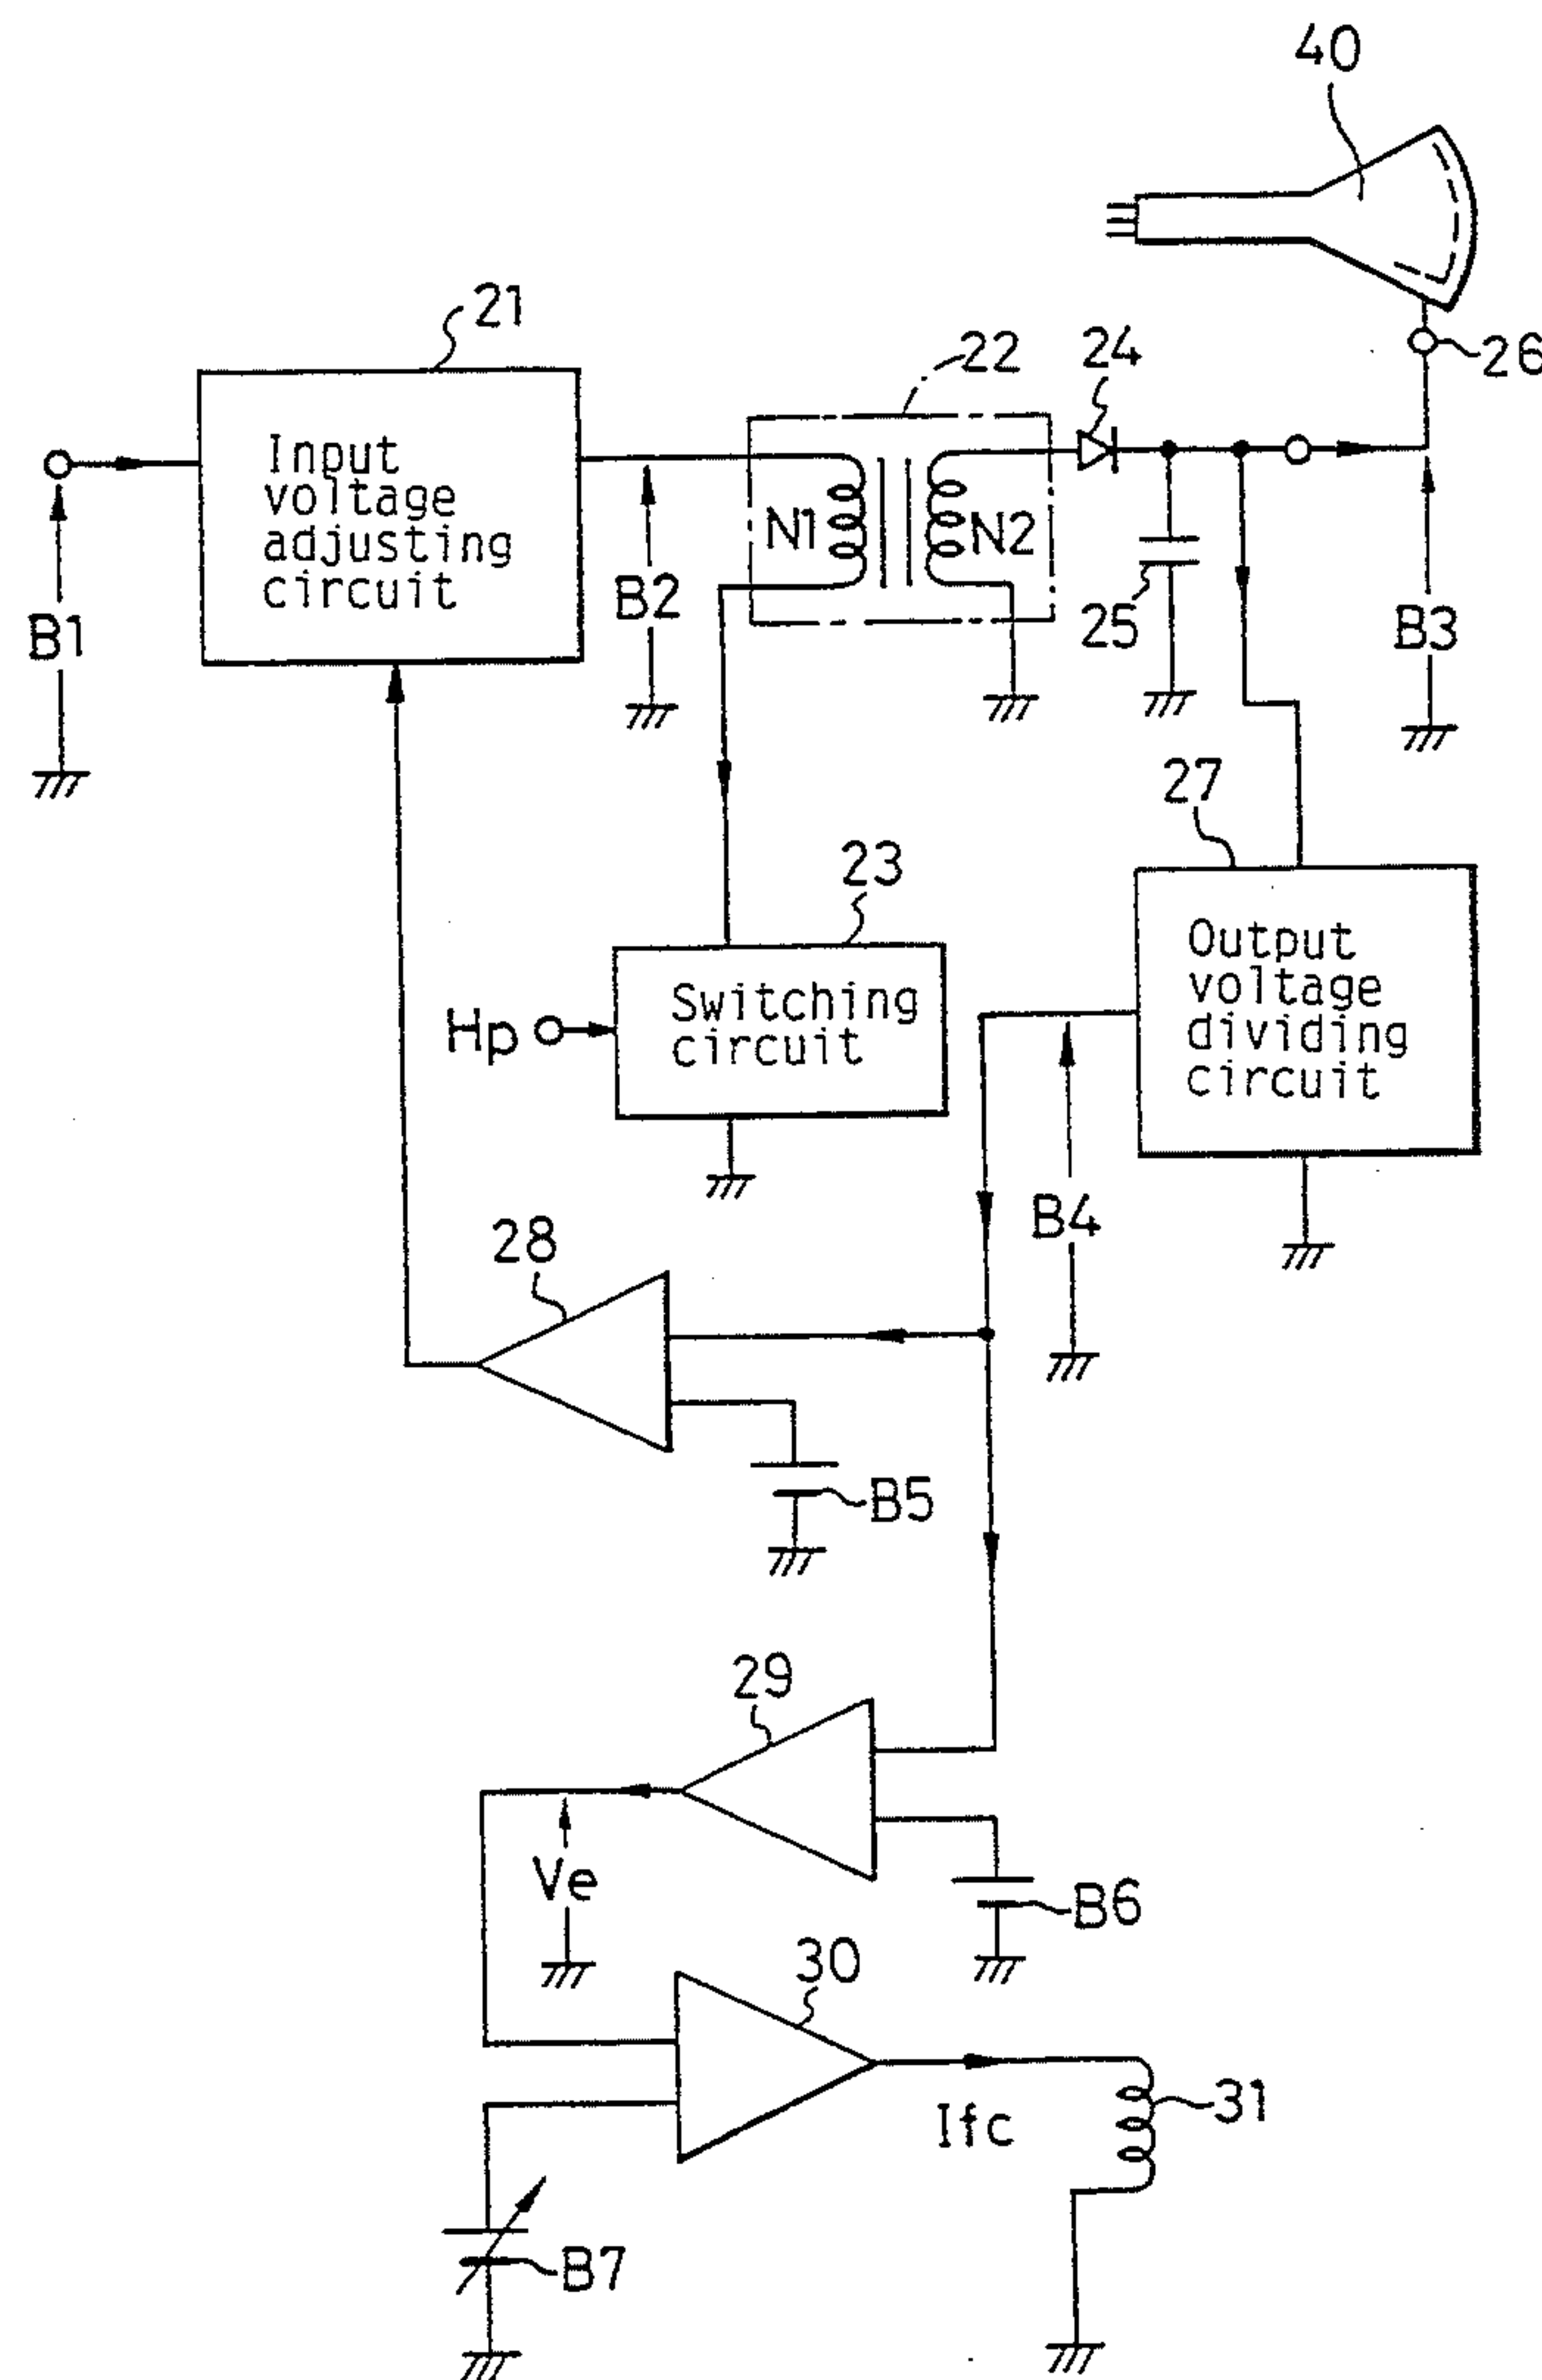 40
21
22
24
26
Input
voltage
adjusting
circuit
N1
N2
B1
B2
25
B3
27
23
Output
voltage
dividing
circuit
Switching
circuit
Hp
B4
28
B5
29
Ve
B6
30
Ifc
31
B7